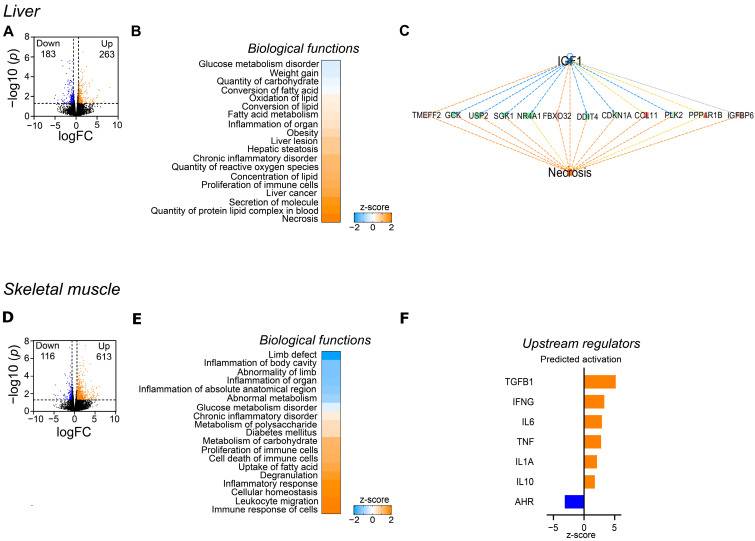 Liver
A
Down
183
Up
263
8
6
4
2
0
−log10 (p)
−10
−5
0
5
10
logFC
B
Biological functions
Glucose metabolism disorder
Weight gain
Quantity of carbohydrate
Conversion of fatty acid
Oxidation of lipid
Conversion of lipid
Fatty acid metabolism
Inflammation of organ
Obesity
Liver lesion
Hepatic steatosis
Chronic inflammatory disorder
Quantity of reactive oxygen species
Concentration of lipid
Proliferation of immune cells
Liver cancer
Secretion of molecule
Quantity of protein lipid complex in blood
Necrosis
z-score
−2 0 2
C
IGF1
TMEFF2 GCK USP2 SGK1 NR4A1 FBXO32 DDIT4 CDKN1A CCL11 PLK2 PPP4R1B IGFBP6
Necrosis
Skeletal muscle
D
Down
116
Up
613
8
6
4
2
0
−log10 (p)
−10 −5 0 5 10
logFC
E
Biological functions
Limb defect
Inflammation of body cavity
Abnormality of limb
Inflammation of organ
Inflammation of absolute anatomical region
Abnormal metabolism
Glucose metabolism disorder
Chronic inflammatory disorder
Metabolism of polysaccharide
Diabetes mellitus
Metabolism of carbohydrate
Proliferation of immune cells
Cell death of immune cells
Uptake of fatty acid
Degranulation
Inflammatory response
Cellular homeostasis
Leukocyte migration
Immune response of cells
z-score
−2 0 2
F
Upstream regulators
Predicted activation
TGFB1
IFNG
IL6
TNF
IL1A
IL10
AHR
−5 0 5
z-score